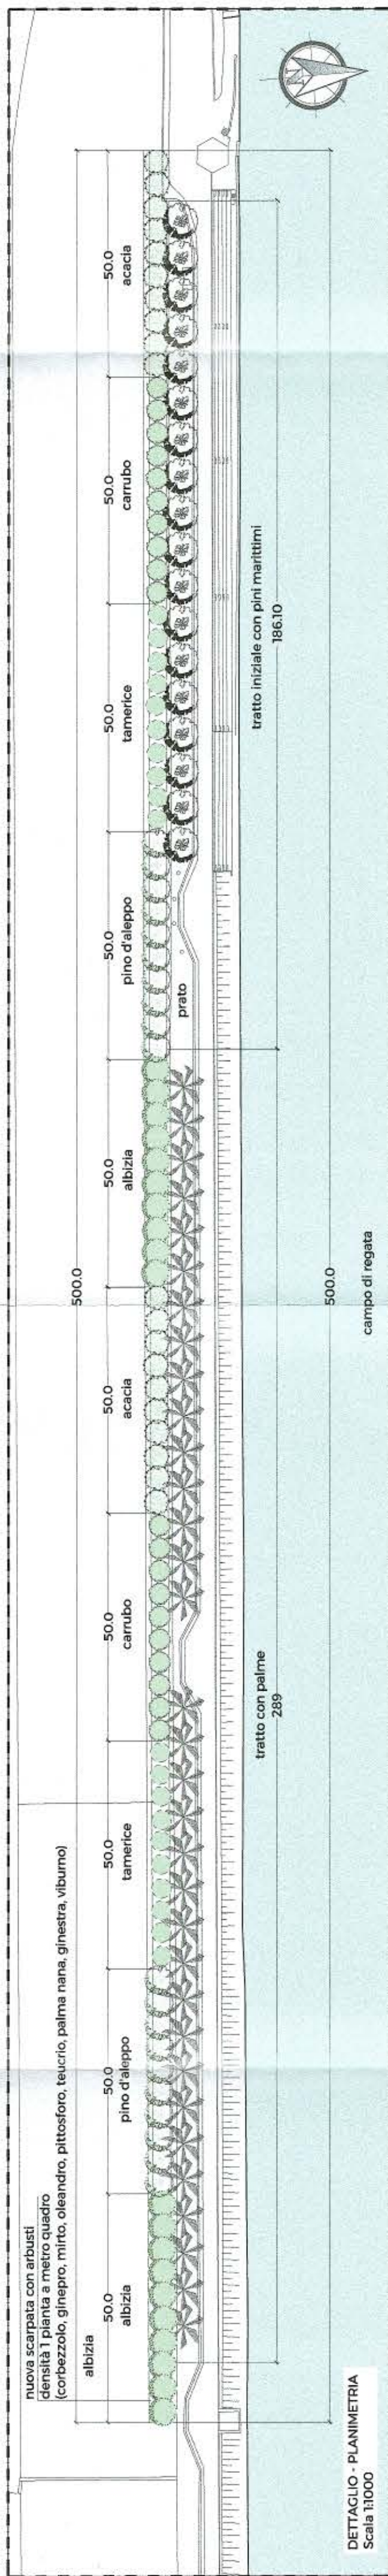 nuova scarpata con arbusti
densità 1 pianta a metro quadro
(corbezzolo, ginepro, mirto, oleandro, pittosforo, teucrio, palma nana, ginestra, viburno)
albizia
500.0
50.0
albizia
50.0
pino d'aleppo
50.0
tamerice
50.0
carrubo
50.0
acacia
50.0
albizia
50.0
pino d'aleppo
50.0
tamerice
50.0
carrubo
50.0
acacia
prato
tratto con palme
289
tratto iniziale con pini marittimi
186.10
500.0
campo di regata
N
DETTAGLIO - PLANIMETRIA
Scala 1:1000